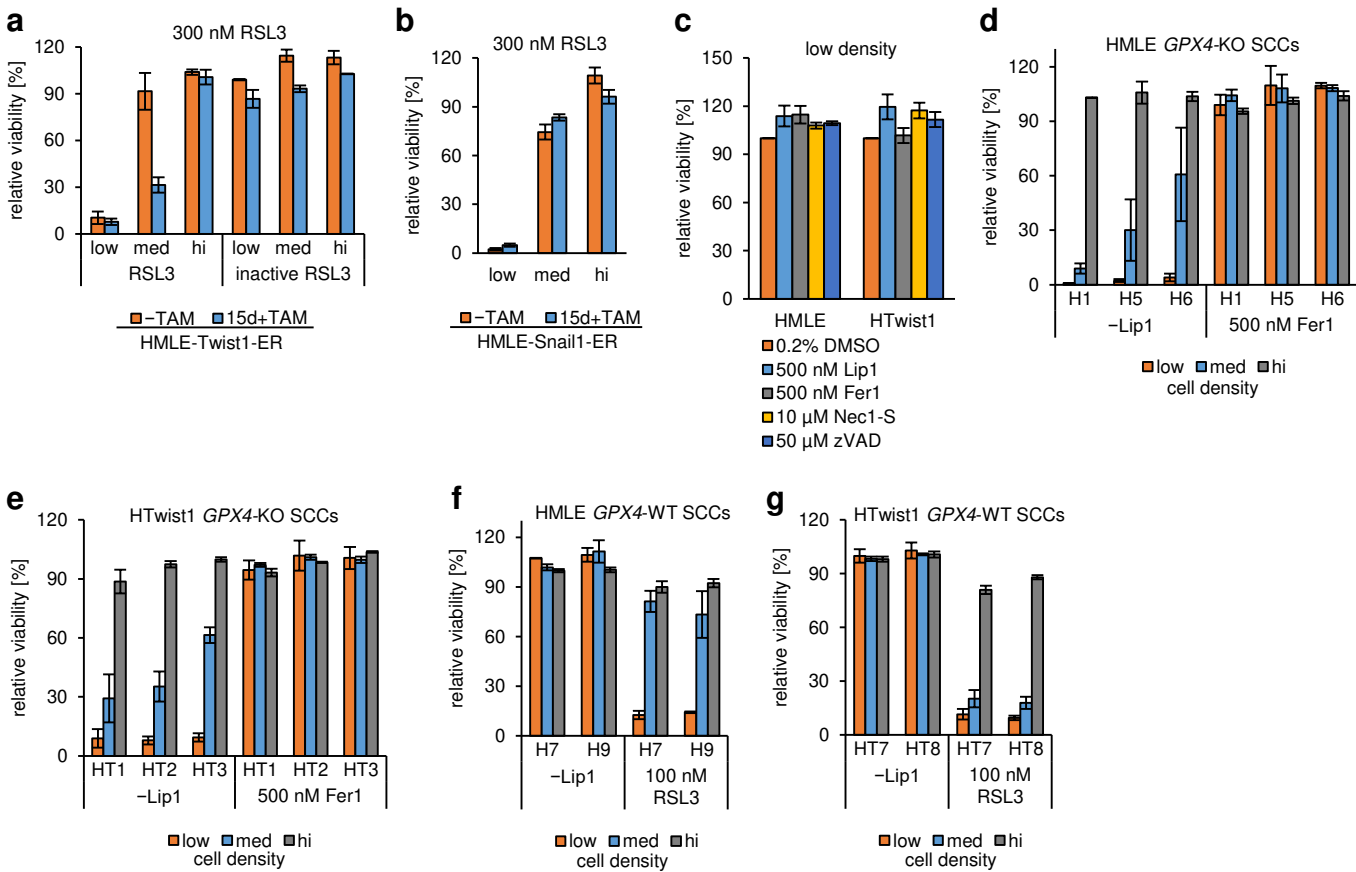 a
300 nM RSL3
relative viability [%]
120
90
60
30
0
low med hi low med hi
RSL3 inactive RSL3
−TAM 15d+TAM
HMLE-Twist1-ER
b
300 nM RSL3
relative viability [%]
120
90
60
30
0
low med hi
−TAM 15d+TAM
HMLE-Snail1-ER
c
low density
relative viability [%]
150
120
90
60
30
0
HMLE HTwist1
0.2% DMSO
500 nM Lip1
500 nM Fer1
10 µM Nec1-S
50 µM zVAD
d
HMLE GPX4-KO SCCs
relative viability [%]
120
90
60
30
0
H1 H5 H6 H1 H5 H6
−Lip1 500 nM Fer1
low med hi
cell density
e
HTwist1 GPX4-KO SCCs
relative viability [%]
120
90
60
30
0
HT1 HT2 HT3 HT1 HT2 HT3
−Lip1 500 nM Fer1
low med hi
cell density
f
HMLE GPX4-WT SCCs
relative viability [%]
120
90
60
30
0
H7 H9 H7 H9
−Lip1 100 nM
RSL3
low med hi
cell density
g
HTwist1 GPX4-WT SCCs
relative viability [%]
120
90
60
30
0
HT7 HT8 HT7 HT8
−Lip1 100 nM
RSL3
low med hi
cell density